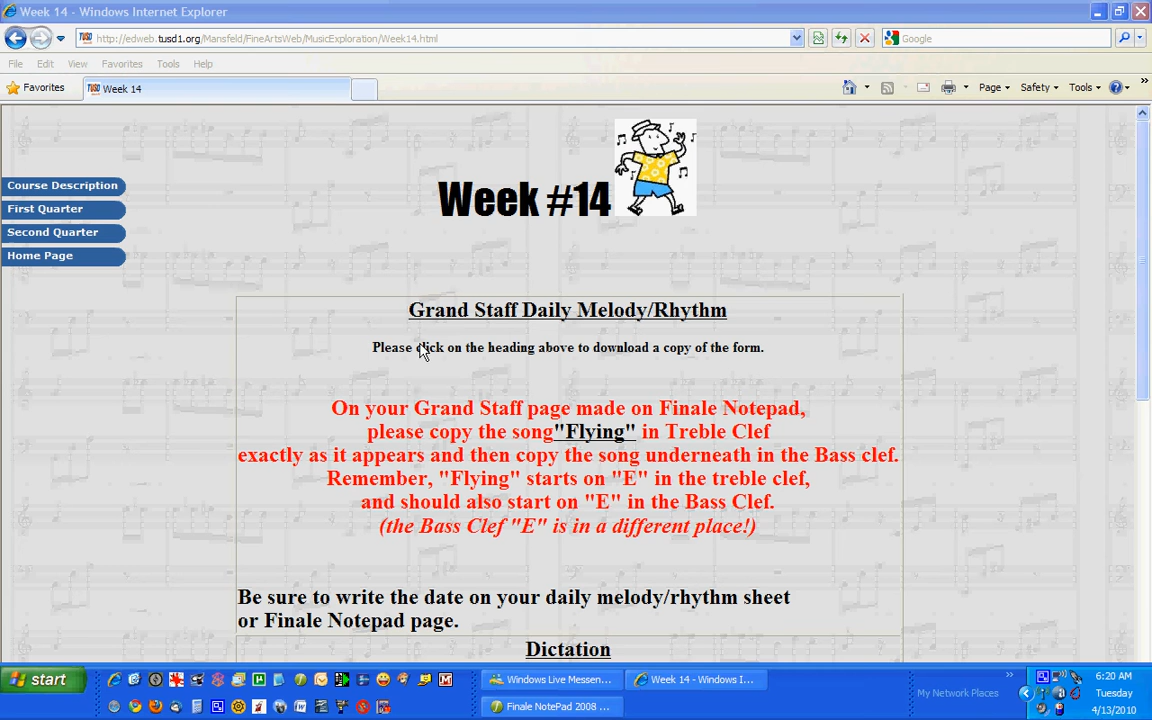 Week 14 - Windows Internet Explorer
http://edweb.tusd1.org/Mansfeld/FineArtsWeb/MusicExploration/Week14.html
Google
File Edit View Favorites Tools Help
Favorites
TUSD Week 14
Page Safety Tools
Week #14
Course Description
First Quarter
Second Quarter
Home Page
Grand Staff Daily Melody/Rhythm
Please click on the heading above to download a copy of the form.
On your Grand Staff page made on Finale Notepad,
please copy the song"Flying" in Treble Clef
exactly as it appears and then copy the song underneath in the Bass clef.
Remember, "Flying" starts on "E" in the treble clef,
and should also start on "E" in the Bass Clef.
(the Bass Clef "E" is in a different place!)
Be sure to write the date on your daily melody/rhythm sheet
or Finale Notepad page.
Dictation
start
Windows Live Messen...
Week 14 - Windows I...
Finale NotePad 2008 ...
My Network Places
6:20 AM
Tuesday
4/13/2010